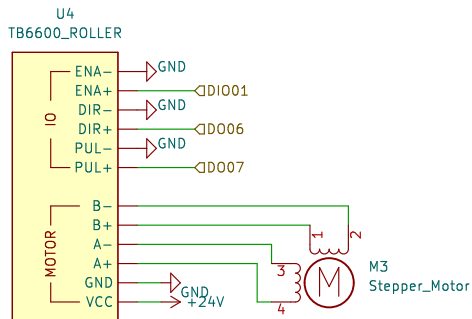 U4
TB6600_ROLLER
ENA- GND
ENA+ DIO01
DIR- GND
DIR+ DO06
PUL- GND
PUL+ DO07
IO
B-
B+ 1 2
A- 3
A+ 4
GND GND
VCC +24V
MOTOR
M
M3
Stepper_Motor